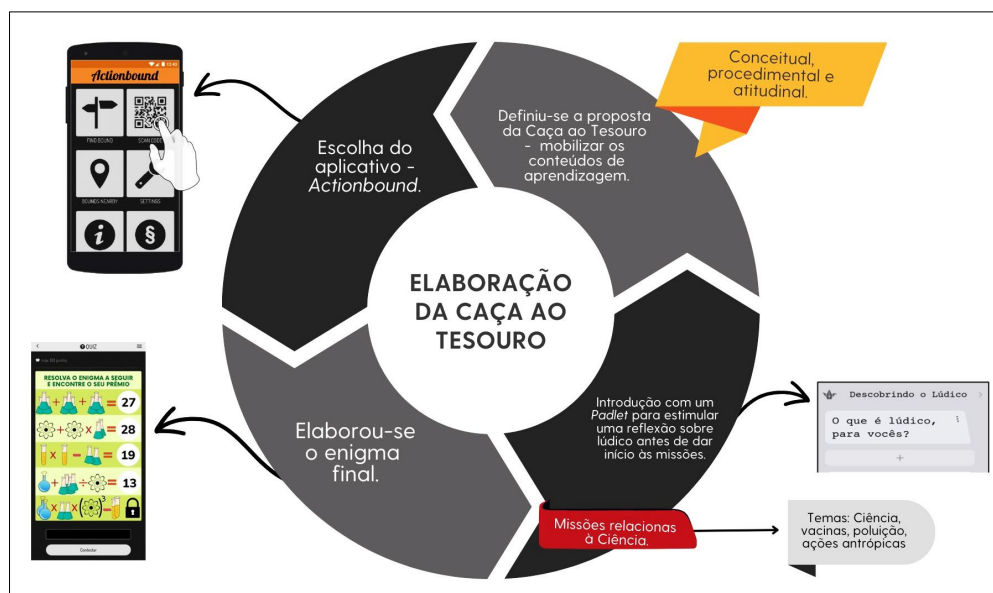 Actionbound
FIND BOUND
SCAN CODE
BOUNDS NEARBY
SETTINGS
Escolha do
aplicativo -
Actionbound.
Definiu-se a proposta
da Caça ao Tesouro
- mobilizar os
conteúdos de
aprendizagem.
Conceitual,
procedimental e
atitudinal.
ELABORAÇÃO
DA CAÇA AO
TESOURO
Introdução com um
Padlet para estimular
uma reflexão sobre
lúdico antes de dar
início às missões.
Descobrindo o Lúdico
O que é lúdico,
para vocês?
+
Missões relacionas
à Ciência.
Temas: Ciência,
vacinas, poluição,
ações antrópicas
Elaborou-se
o enigma
final.
QUIZ
RESOLVA O ENIGMA A SEGUIR
E ENCONTRE O SEU PRÊMIO
+ + = 27
+ x = 28
x - = 19
+ ÷ = 13
x x ( )³ -
Contestar